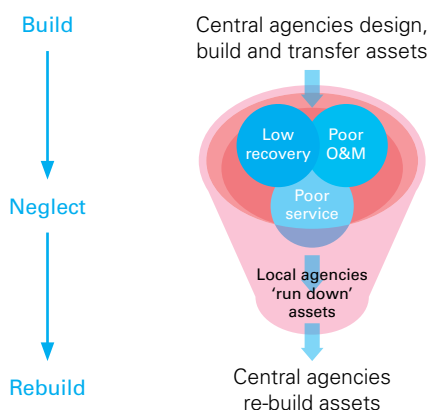 Build
Central agencies design,
build and transfer assets
Low
recovery
Poor
O&M
Poor
service
Neglect
Local agencies
'run down'
assets
Rebuild
Central agencies
re-build assets